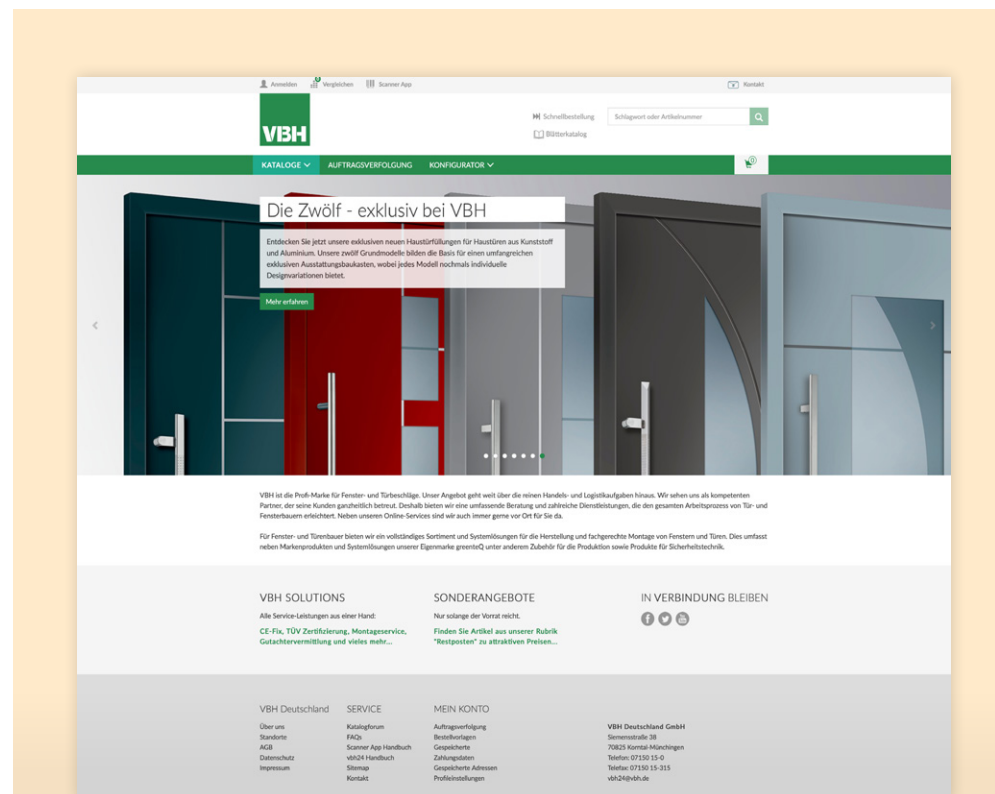 Anmelden 0 Vergleichen Scanner App Kontakt
VBH
Schnellbestellung Schlagwort oder Artikelnummer
Blätterkatalog
KATALOGE AUFTRAGSVERFOLGUNG KONFIGURATOR 0
Die Zwölf - exklusiv bei VBH
Entdecken Sie jetzt unsere exklusiven neuen Haustürfüllungen für Haustüren aus Kunststoff
und Aluminium. Unsere zwölf Grundmodelle bilden die Basis für einen umfangreichen
exklusiven Ausstattungsbaukasten, wobei jedes Modell nochmals individuelle
Designvariationen bietet.
Mehr erfahren
VBH ist die Profi-Marke für Fenster- und Türbeschläge. Unser Angebot geht weit über die reinen Handels- und Logistikaufgaben hinaus. Wir sehen uns als kompetenten
Partner, der seine Kunden ganzheitlich betreut. Deshalb bieten wir eine umfassende Beratung und zahlreiche Dienstleistungen, die den gesamten Arbeitsprozess von Tür- und
Fensterbauern erleichtert. Neben unseren Online-Services sind wir auch immer gerne vor Ort für Sie da.
Für Fenster- und Türenbauer bieten wir ein vollständiges Sortiment und Systemlösungen für die Herstellung und fachgerechte Montage von Fenstern und Türen. Dies umfasst
neben Markenprodukten und Systemlösungen unserer Eigenmarke greenteQ unter anderem Zubehör für die Produktion sowie Produkte für Sicherheitstechnik.
VBH SOLUTIONS
Alle Service-Leistungen aus einer Hand:
CE-Fix, TÜV Zertifizierung, Montageservice,
Gutachtervermittlung und vieles mehr...
SONDERANGEBOTE
Nur solange der Vorrat reicht.
Finden Sie Artikel aus unserer Rubrik
"Restposten" zu attraktiven Preisen...
IN VERBINDUNG BLEIBEN
VBH Deutschland
Über uns
Standorte
AGB
Datenschutz
Impressum
SERVICE
Katalogforum
FAQs
Scanner App Handbuch
vbh24 Handbuch
Sitemap
Kontakt
MEIN KONTO
Auftragsverfolgung
Bestellvorlagen
Gespeicherte
Zahlungsdaten
Gespeicherte Adressen
Profileinstellungen
VBH Deutschland GmbH
Siemensstraße 38
70825 Korntal-Münchingen
Telefon: 07150 15-0
Telefax: 07150 15-315
vbh24@vbh.de